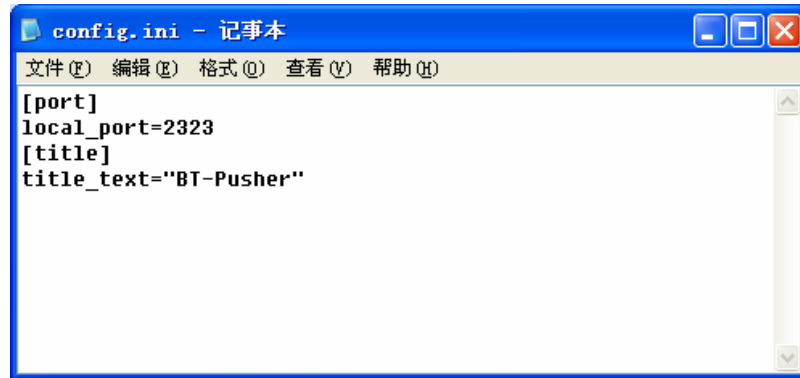 config.ini - 记事本
文件(F) 编辑(E) 格式(O) 查看(V) 帮助(H)
[port]
local_port=2323
[title]
title_text="BT-Pusher"